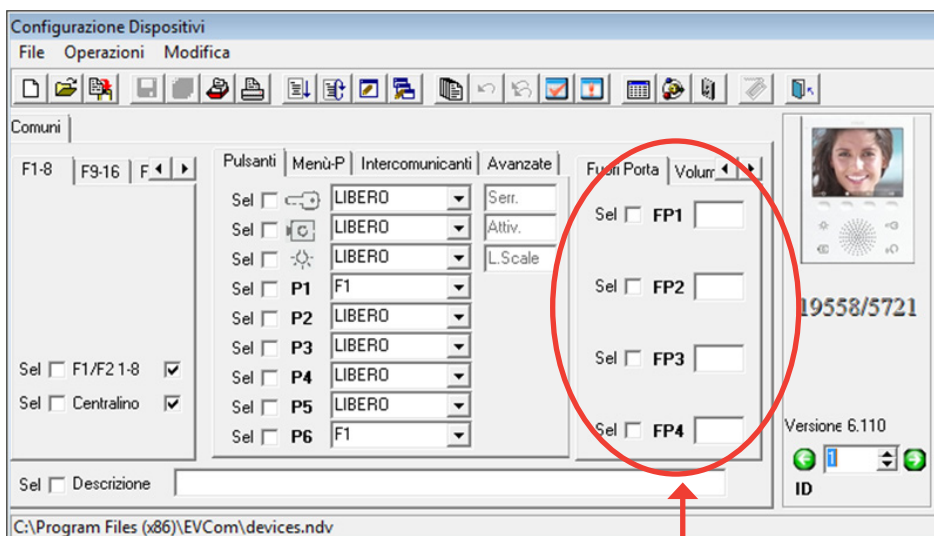 Configurazione Dispositivi
File Operazioni Modifica
Comuni
F1-8 F9-16 F
Sel F1/F2 1-8
Sel Centralino
Pulsanti Menù-P Intercomunicanti Avanzate
Sel LIBERO Serr.
Sel LIBERO Attiv.
Sel LIBERO L.Scale
Sel P1 F1
Sel P2 LIBERO
Sel P3 LIBERO
Sel P4 LIBERO
Sel P5 LIBERO
Sel P6 F1
Fuori Porta Volum
Sel FP1
Sel FP2
Sel FP3
Sel FP4
19558/5721
Versione 6.110
1
ID
Sel Descrizione
C:\Program Files (x86)\EVCom\devices.ndv